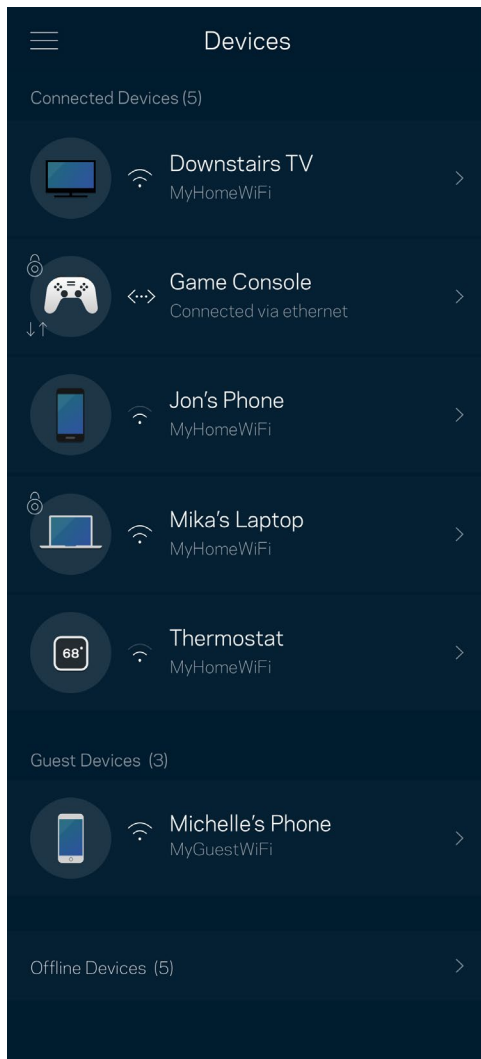 Devices
Connected Devices (5)
Downstairs TV
MyHomeWiFi
Game Console
Connected via ethernet
Jon's Phone
MyHomeWiFi
Mika's Laptop
MyHomeWiFi
68°
Thermostat
MyHomeWiFi
Guest Devices (3)
Michelle's Phone
MyGuestWiFi
Offline Devices (5)